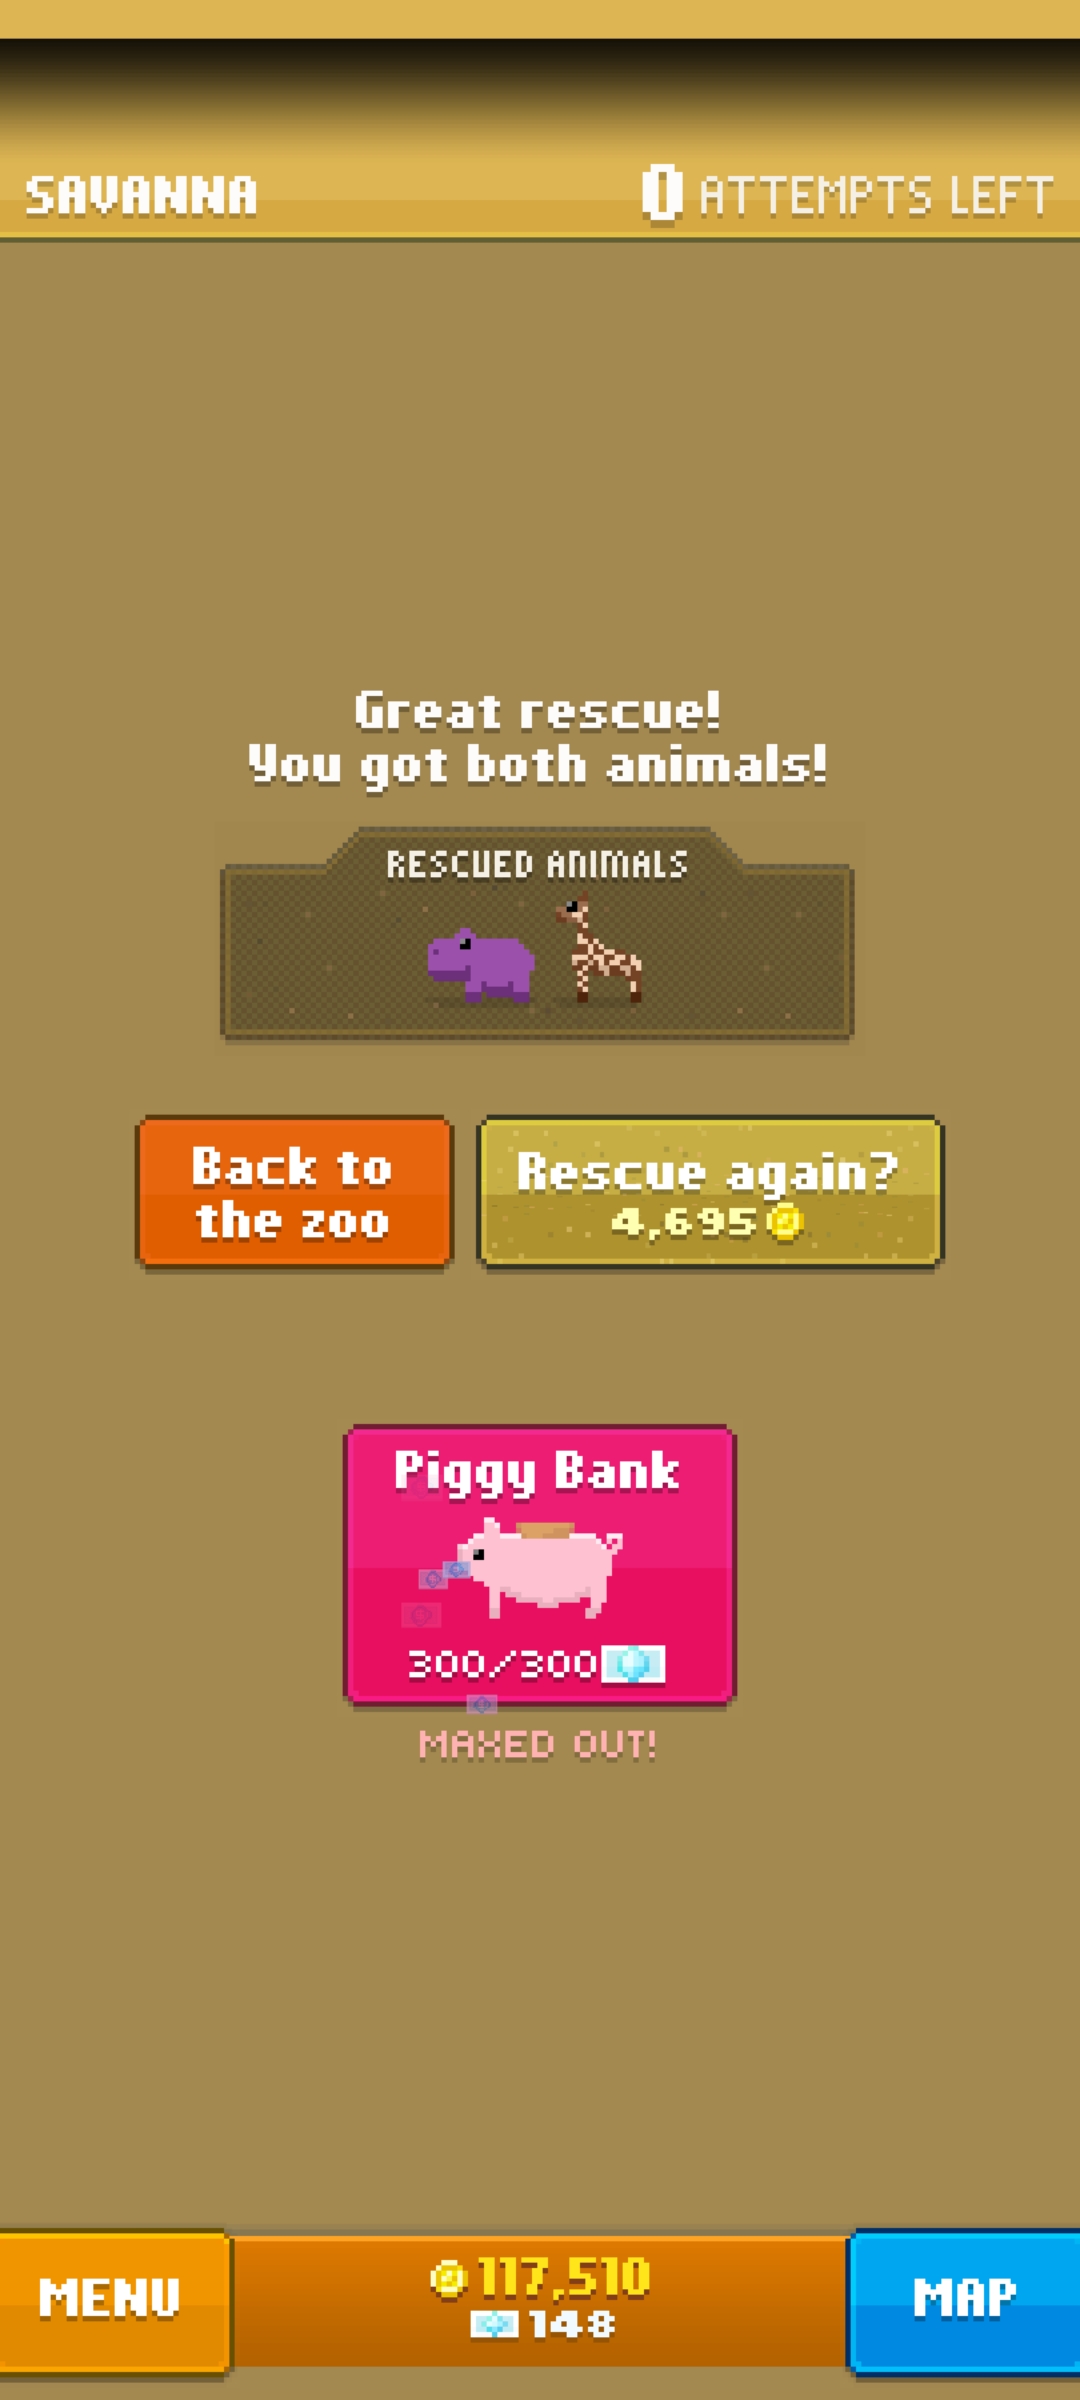 SAVANNA
0 ATTEMPTS LEFT
Great rescue!
You got both animals!
RESCUED ANIMALS
Back to
the zoo
Rescue again?
4,695
Piggy Bank
300/300
MAXED OUT!
MENU
117,510
148
MAP